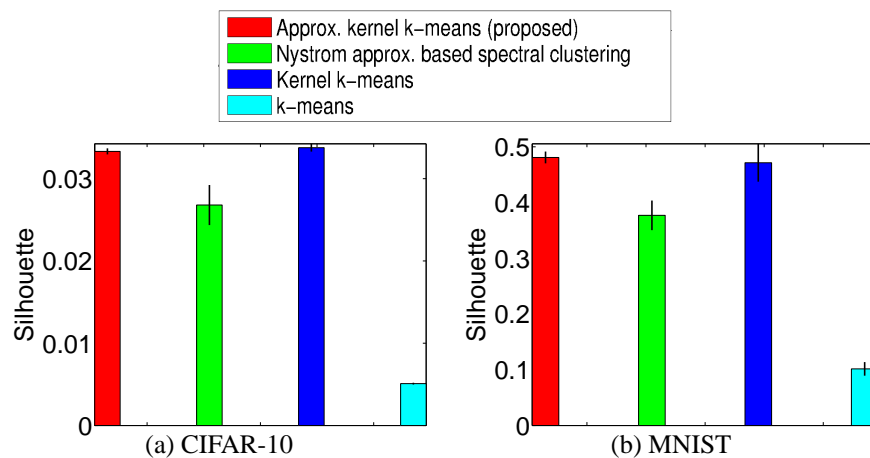 Approx. kernel k−means (proposed)
Nystrom approx. based spectral clustering
Kernel k−means
k−means
Silhouette
0.03
0.02
0.01
0
(a) CIFAR-10
Silhouette
0.5
0.4
0.3
0.2
0.1
0
(b) MNIST